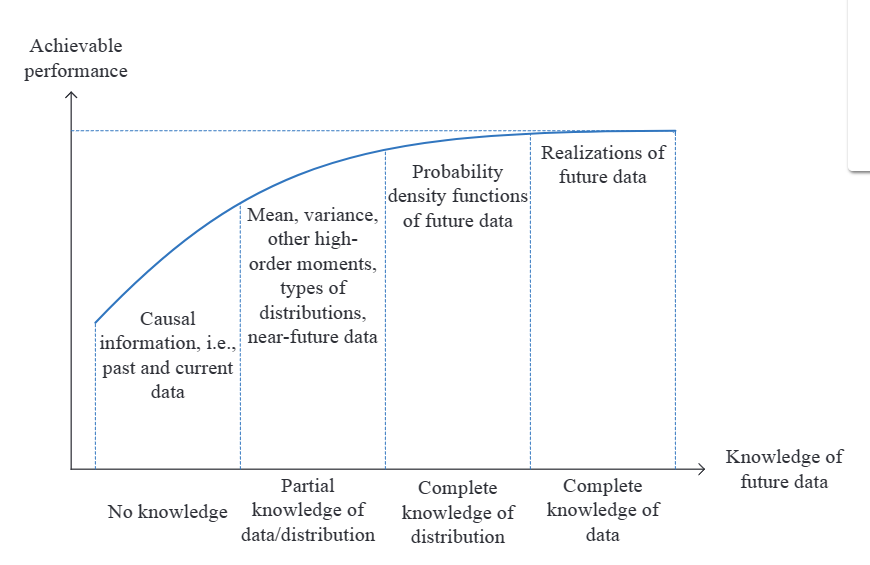 Achievable
performance
Realizations of
future data
Probability
density functions
of future data
Mean, variance,
other high-
order moments,
types of
distributions,
near-future data
Causal
information, i.e.,
past and current
data
Knowledge of
future data
No knowledge
Partial
knowledge of
data/distribution
Complete
knowledge of
distribution
Complete
knowledge of
data